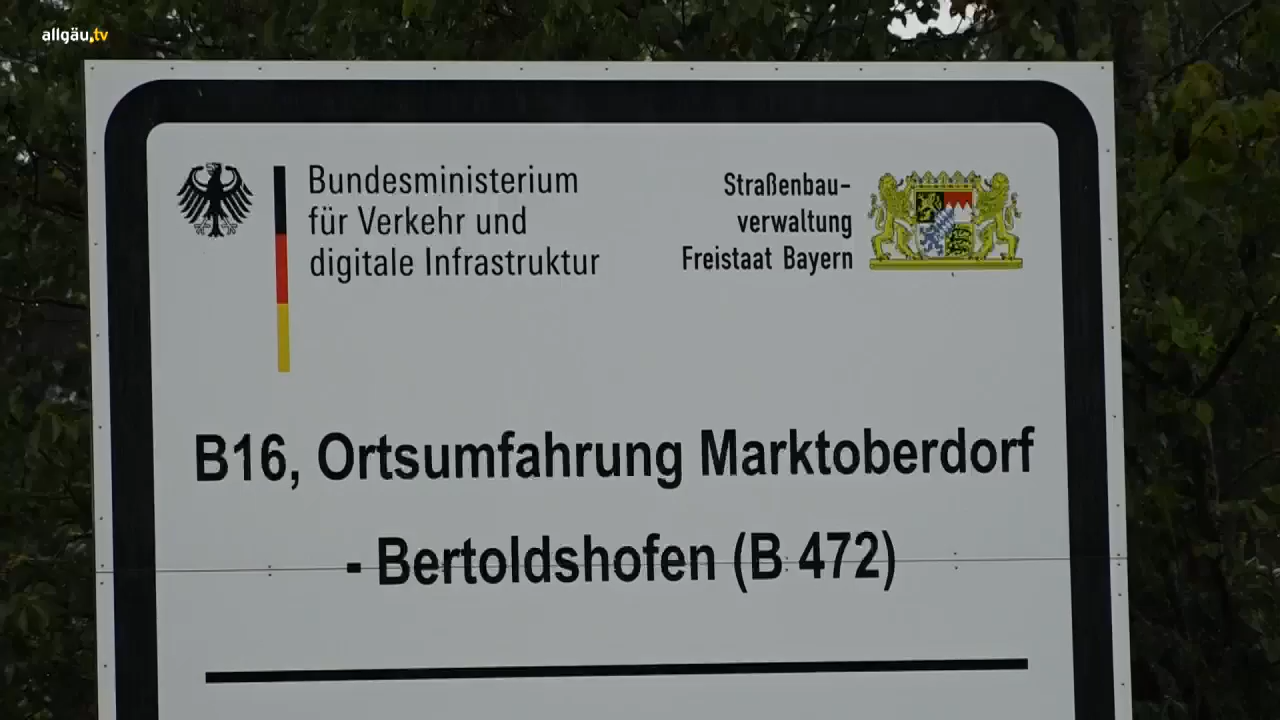 allgäu.tv
Bundesministerium
für Verkehr und
digitale Infrastruktur
Straßenbau-
verwaltung
Freistaat Bayern
B16, Ortsumfahrung Marktoberdorf
- Bertoldshofen (B 472)